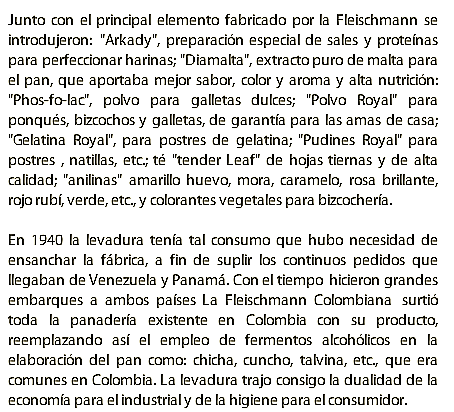 Junto con el principal elemento fabricado por la Fleischmann se
introdujeron: "Arkady", preparación especial de sales y proteínas
para perfeccionar harinas; "Diamalta", extracto puro de malta para
el pan, que aportaba mejor sabor, color y aroma y alta nutrición:
"Phos-fo-lac", polvo para galletas dulces; "Polvo Royal" para
ponqués, bizcochos y galletas, de garantía para las amas de casa;
"Gelatina Royal", para postres de gelatina; "Pudines Royal" para
postres , natillas, etc.; té "tender Leaf" de hojas tiernas y de alta
calidad; "anilinas" amarillo huevo, mora, caramelo, rosa brillante,
rojo rubí, verde, etc., y colorantes vegetales para bizcochería.

En 1940 la levadura tenía tal consumo que hubo necesidad de
ensanchar la fábrica, a fin de suplir los continuos pedidos que
llegaban de Venezuela y Panamá. Con el tiempo hicieron grandes
embarques a ambos países La Fleischmann Colombiana surtió
toda la panadería existente en Colombia con su producto,
reemplazando así el empleo de fermentos alcohólicos en la
elaboración del pan como: chicha, cuncho, talvina, etc., que era
comunes en Colombia. La levadura trajo consigo la dualidad de la
economía para el industrial y de la higiene para el consumidor.